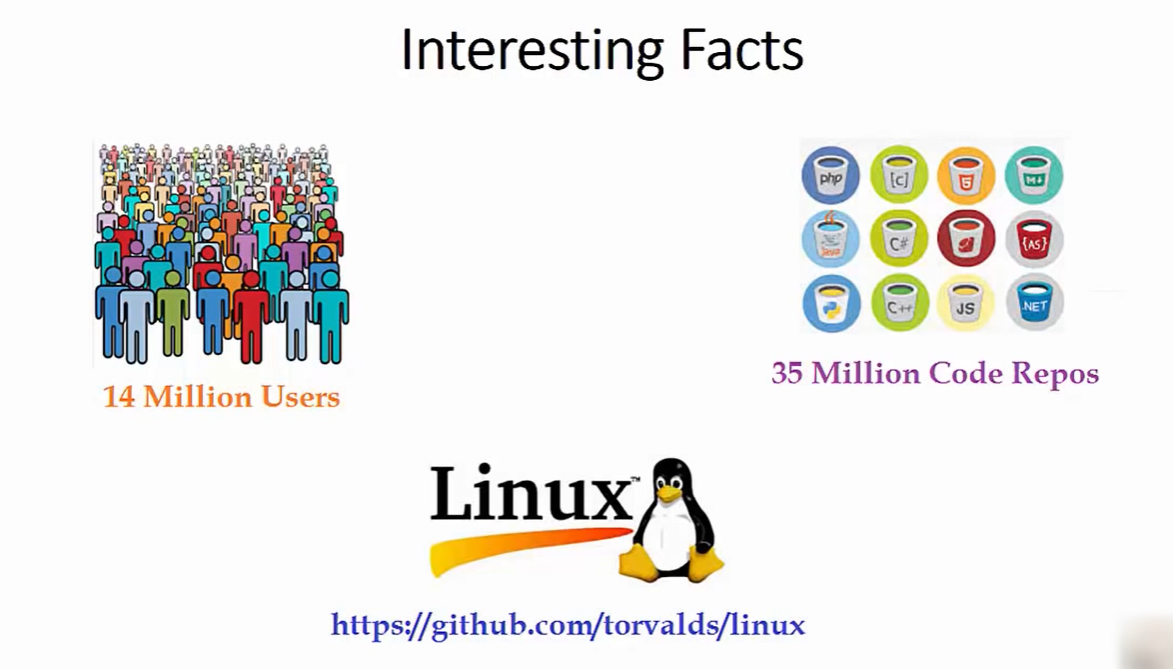 Interesting Facts
php
[C]
5
M↓
Java
C#
{AS}
C++
JS
.NET
14 Million Users
35 Million Code Repos
Linux™
https://github.com/torvalds/linux